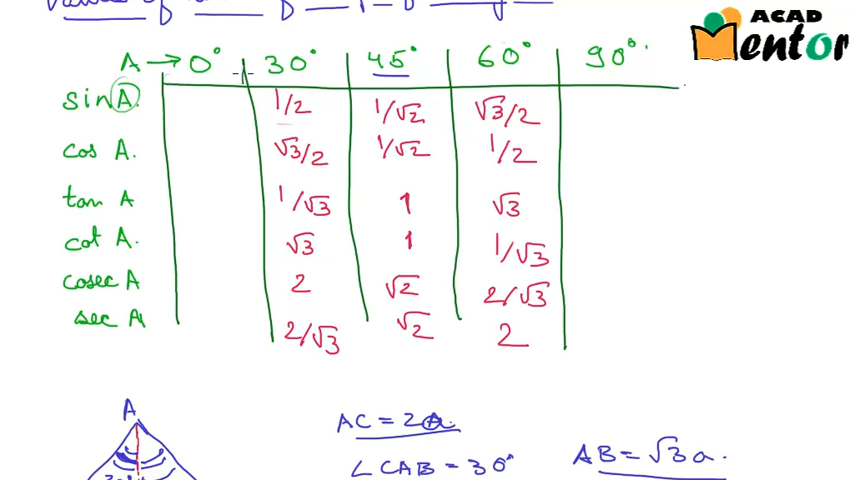 values of
ACAD
Mentor
A → 0° 30° 45° 60° 90°
sin A. 1/2 1/√2 √3/2
cos A. √3/2 1/√2 1/2
tan A 1/√3 1 √3
cot A. √3 1 1/√3
cosec A 2 √2 2/√3
sec A 2/√3 √2 2
A
AC = 2a.
AB = √3a.
∠CAB = 30°